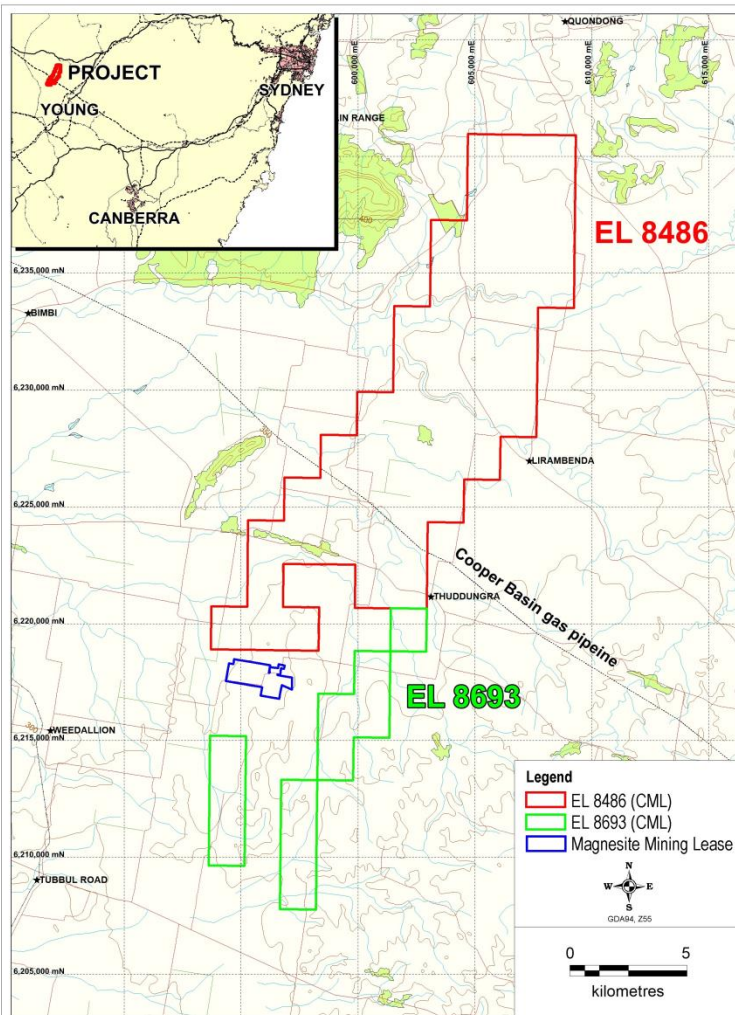 PROJECT
YOUNG
SYDNEY
CANBERRA
QUONDONG
600,000 mE
605,000 mE
610,000 mE
615,000 mE
IN RANGE
400
EL 8486
6,235,000 mN
BIMBI
6,230,000 mN
300
LIRAMBENDA
6,225,000 mN
Cooper Basin gas pipeine
THUDDUNGRA
6,220,000 mN
EL 8693
300
WEEDALLION
6,215,000 mN
6,210,000 mN
TUBBUL ROAD
6,205,000 mN
Legend
EL 8486 (CML)
EL 8693 (CML)
Magnesite Mining Lease
N
W E
S
GDA94, Z55
0 5
kilometres